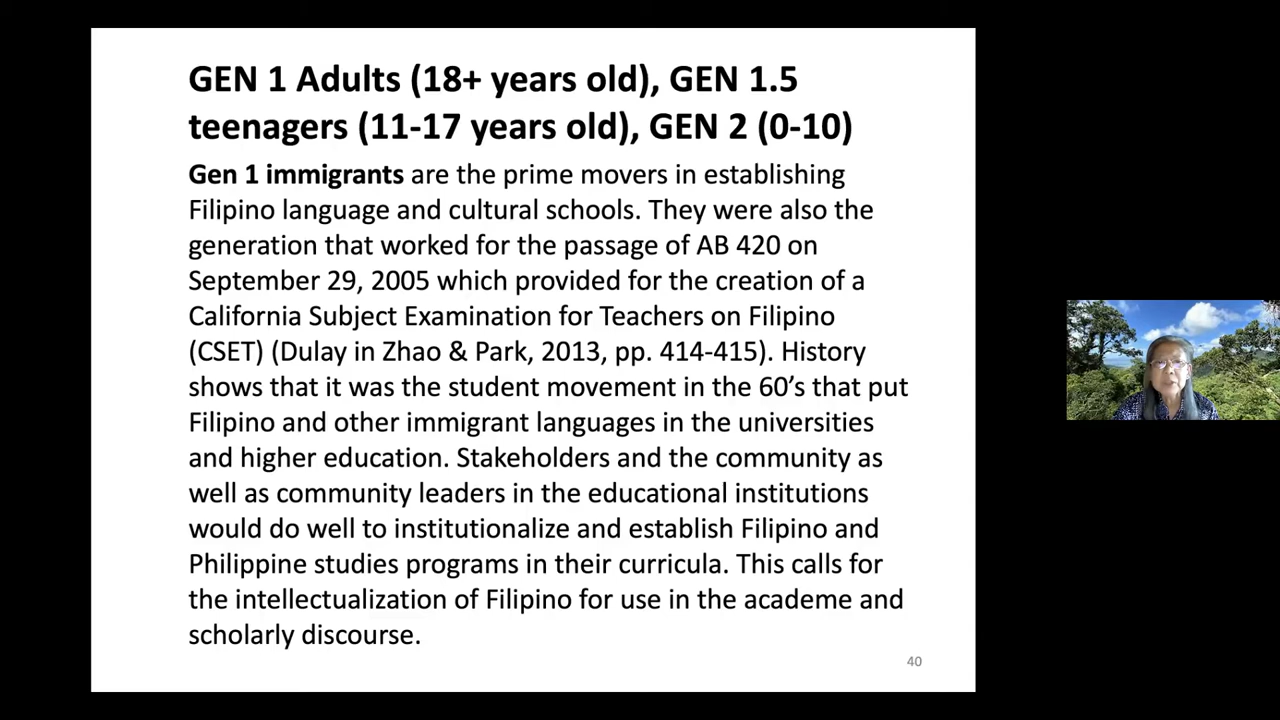 GEN 1 Adults (18+ years old), GEN 1.5
teenagers (11-17 years old), GEN 2 (0-10)
Gen 1 immigrants are the prime movers in establishing
Filipino language and cultural schools. They were also the
generation that worked for the passage of AB 420 on
September 29, 2005 which provided for the creation of a
California Subject Examination for Teachers on Filipino
(CSET) (Dulay in Zhao & Park, 2013, pp. 414-415). History
shows that it was the student movement in the 60’s that put
Filipino and other immigrant languages in the universities
and higher education. Stakeholders and the community as
well as community leaders in the educational institutions
would do well to institutionalize and establish Filipino and
Philippine studies programs in their curricula. This calls for
the intellectualization of Filipino for use in the academe and
scholarly discourse.
40